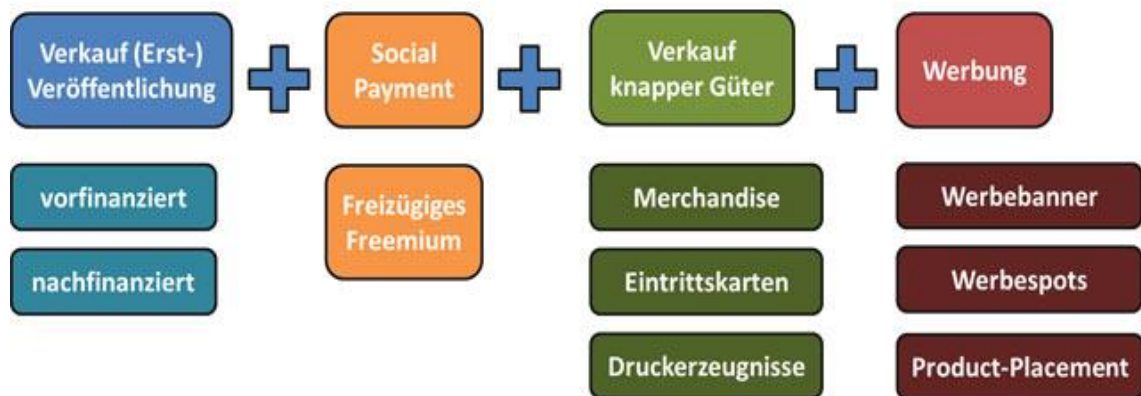 Verkauf (Erst-)
Veröffentlichung
Social
Payment
Verkauf
knapper Güter
Werbung
vorfinanziert
nachfinanziert
Freizügiges
Freemium
Merchandise
Eintrittskarten
Druckerzeugnisse
Werbebanner
Werbespots
Product-Placement